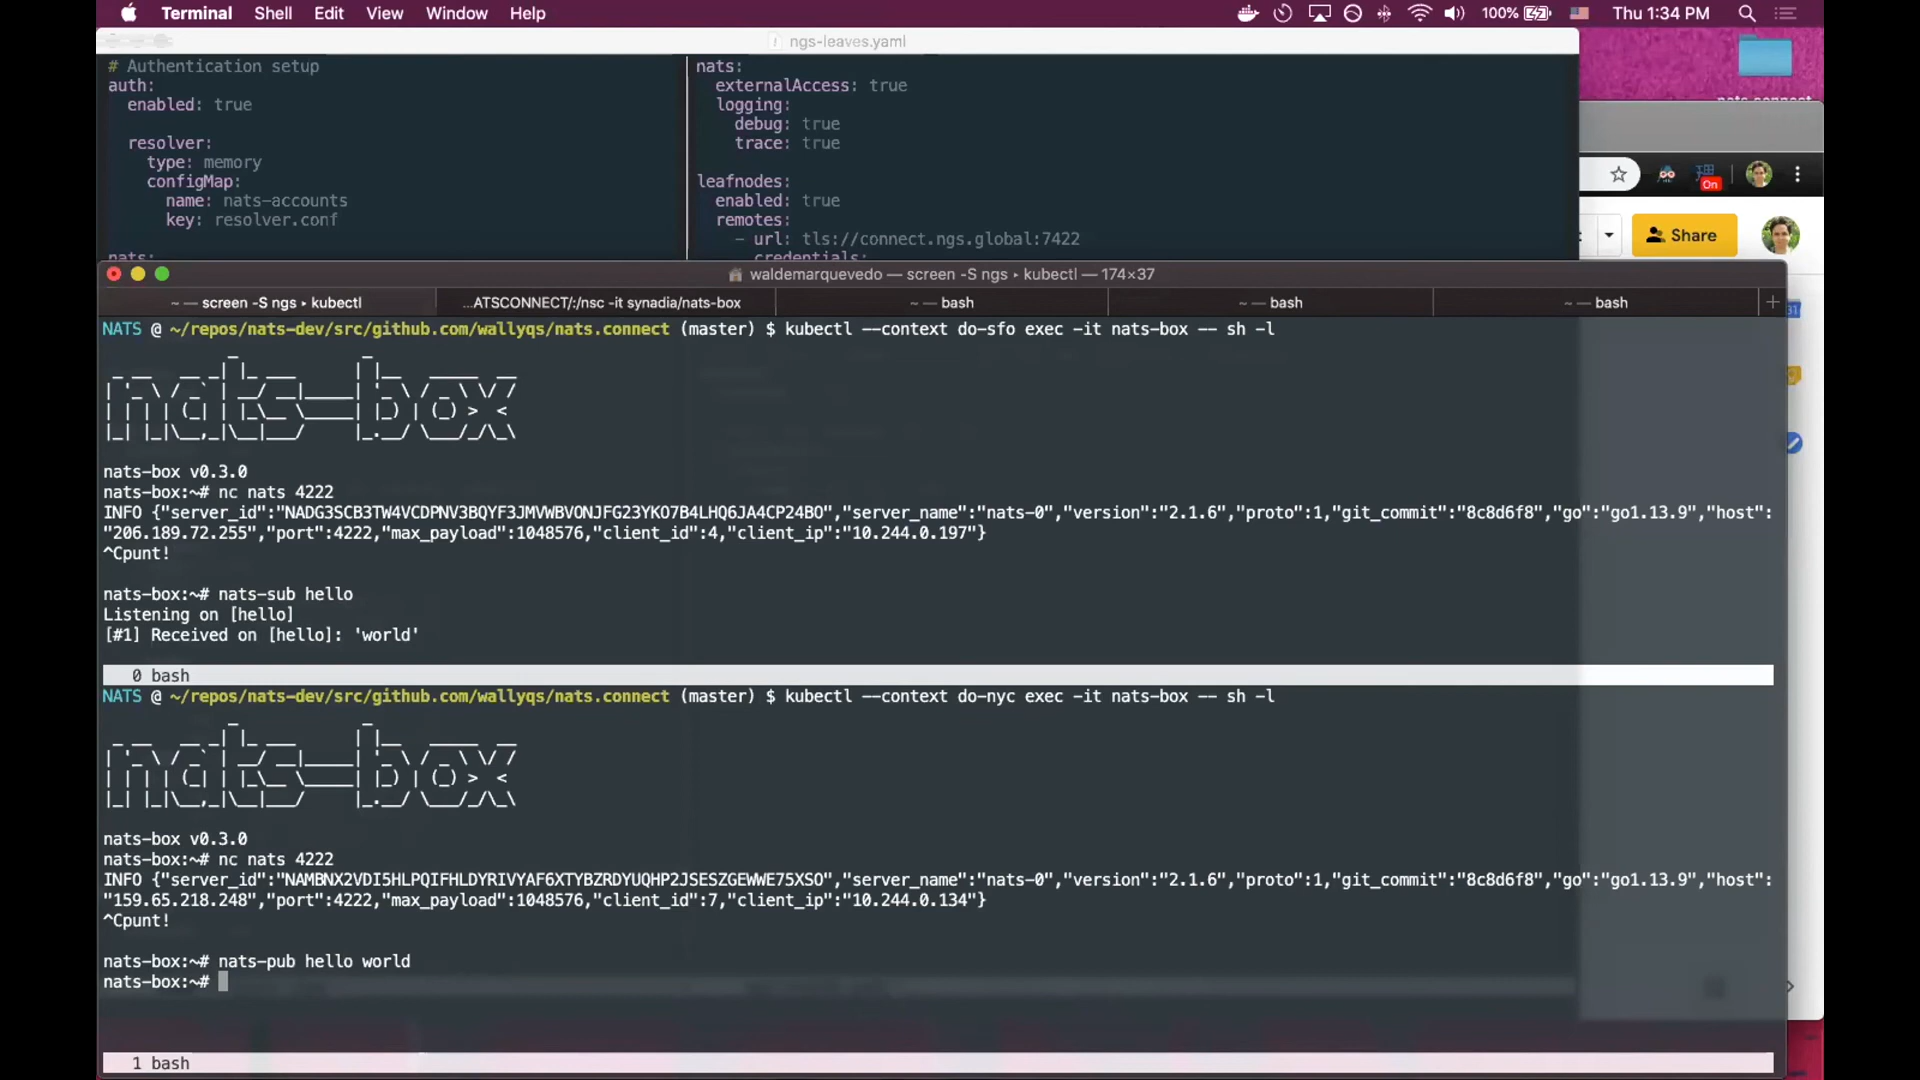 Terminal Shell Edit View Window Help 100% Thu 1:34 PM
ngs-leaves.yaml
# Authentication setup
auth:
enabled: true
resolver:
type: memory
configMap:
name: nats-accounts
key: resolver.conf
nats:
nats:
externalAccess: true
logging:
debug: true
trace: true
leafnodes:
enabled: true
remotes:
- url: tls://connect.ngs.global:7422
credentials:
nats.connect
On
Share
waldemarquevedo — screen -S ngs ▸ kubectl — 174×37
~ — screen -S ngs ▸ kubectl
...ATSCONNECT/:/nsc -it synadia/nats-box
~ — bash
~ — bash
~ — bash
NATS @ ~/repos/nats-dev/src/github.com/wallyqs/nats.connect (master) $ kubectl --context do-sfo exec -it nats-box -- sh -l
nats-box
nats-box v0.3.0
nats-box:~# nc nats 4222
INFO {"server_id":"NADG3SCB3TW4VCDPNV3BQYF3JMVWBVONJFG23YKO7B4LHQ6JA4CP24BO","server_name":"nats-0","version":"2.1.6","proto":1,"git_commit":"8c8d6f8","go":"go1.13.9","host":
"206.189.72.255","port":4222,"max_payload":1048576,"client_id":4,"client_ip":"10.244.0.197"}
^Cpunt!
nats-box:~# nats-sub hello
Listening on [hello]
[#1] Received on [hello]: 'world'
0 bash
NATS @ ~/repos/nats-dev/src/github.com/wallyqs/nats.connect (master) $ kubectl --context do-nyc exec -it nats-box -- sh -l
nats-box
nats-box v0.3.0
nats-box:~# nc nats 4222
INFO {"server_id":"NAMBNX2VDI5HLPQIFHLDYRIVYAF6XTYBZRDYUQHP2JSESZGEWWE75XSO","server_name":"nats-0","version":"2.1.6","proto":1,"git_commit":"8c8d6f8","go":"go1.13.9","host":
"159.65.218.248","port":4222,"max_payload":1048576,"client_id":7,"client_ip":"10.244.0.134"}
^Cpunt!
nats-box:~# nats-pub hello world
nats-box:~#
1 bash